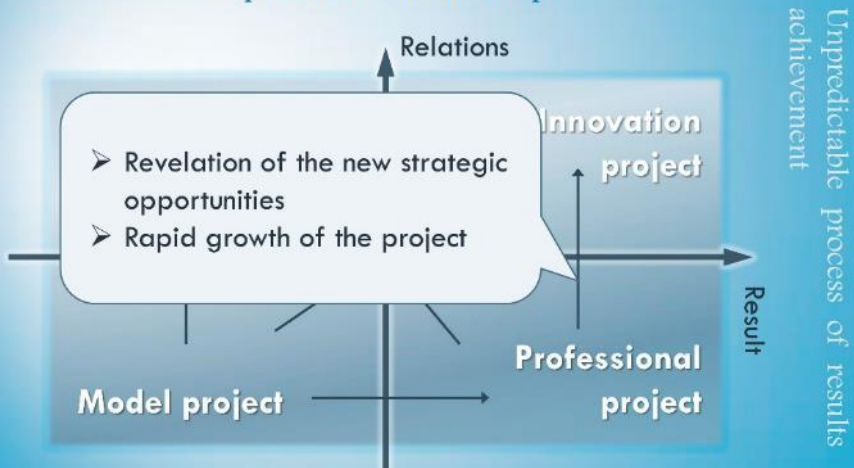 Relations
Innovation
project
➢ Revelation of the new strategic
opportunities
➢ Rapid growth of the project
Result
Professional
project
Model project
Unpredictable process of results
achievement